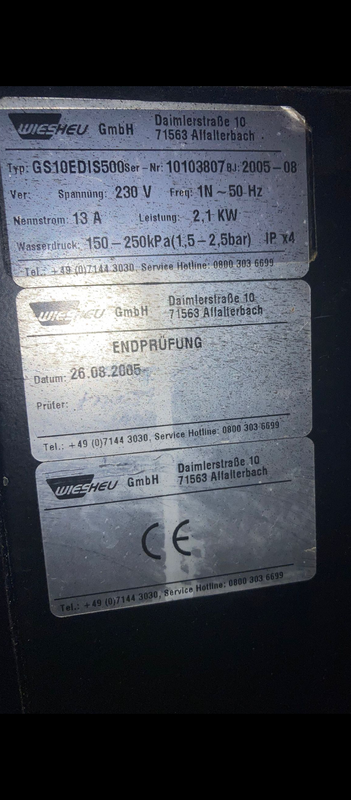 WIESHEU GmbH Daimlerstraße 10
71563 Affalterbach
Typ: GS10EDIS500 Ser-Nr: 10103807 BJ: 2005-08
Ver: Spannung: 230 V Freq: 1N~50 Hz
Nennstrom: 13 A Leistung: 2,1 KW
Wasserdruck: 150-250kPa(1,5-2,5bar) IP x4
Tel.: +49 (0)7144 3030, Service Hotline: 0800 303 6699
WIESHEU GmbH Daimlerstraße 10
71563 Affalterbach
ENDPRÜFUNG
Datum: 26.08.2005
Prüfer:
Tel.: +49 (0)7144 3030, Service Hotline: 0800 303 6699
WIESHEU GmbH Daimlerstraße 10
71563 Affalterbach
CE
Tel.: +49 (0)7144 3030, Service Hotline: 0800 303 6699